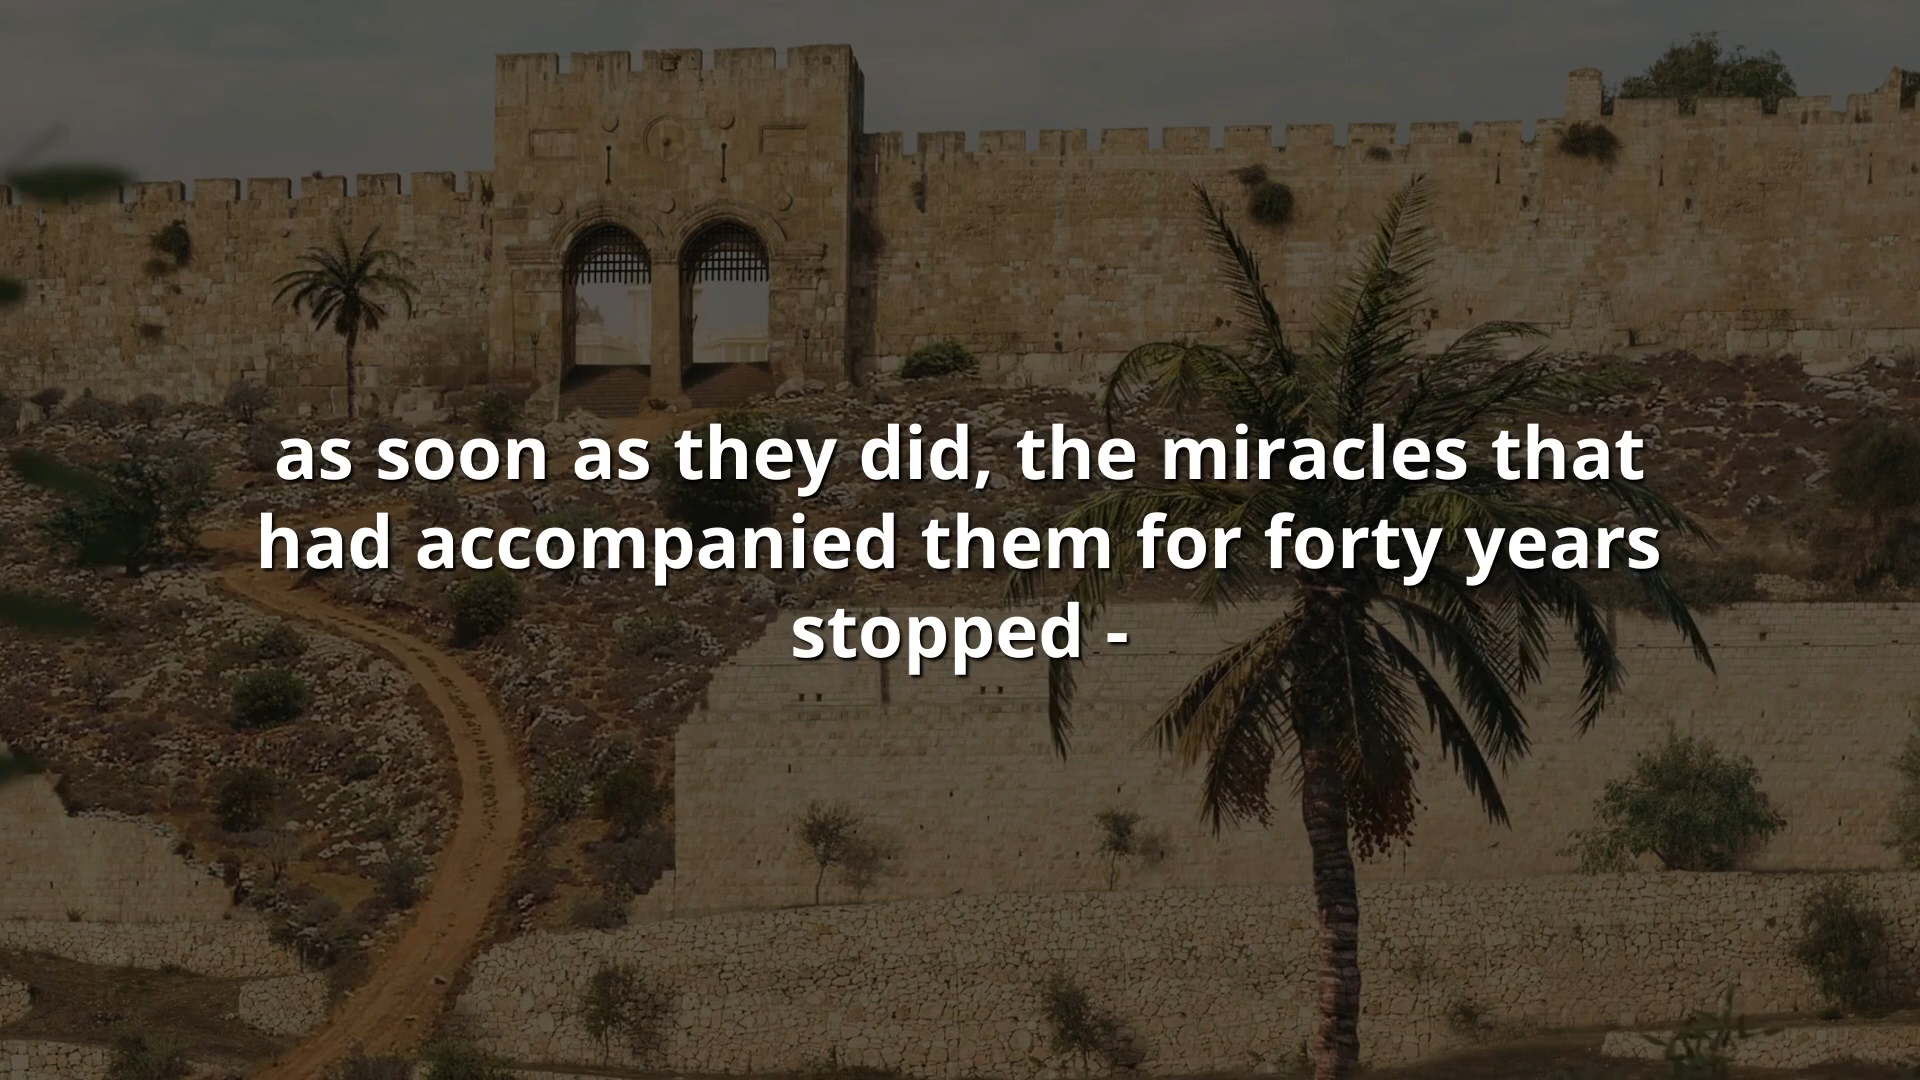 as soon as they did, the miracles that
had accompanied them for forty years
stopped -